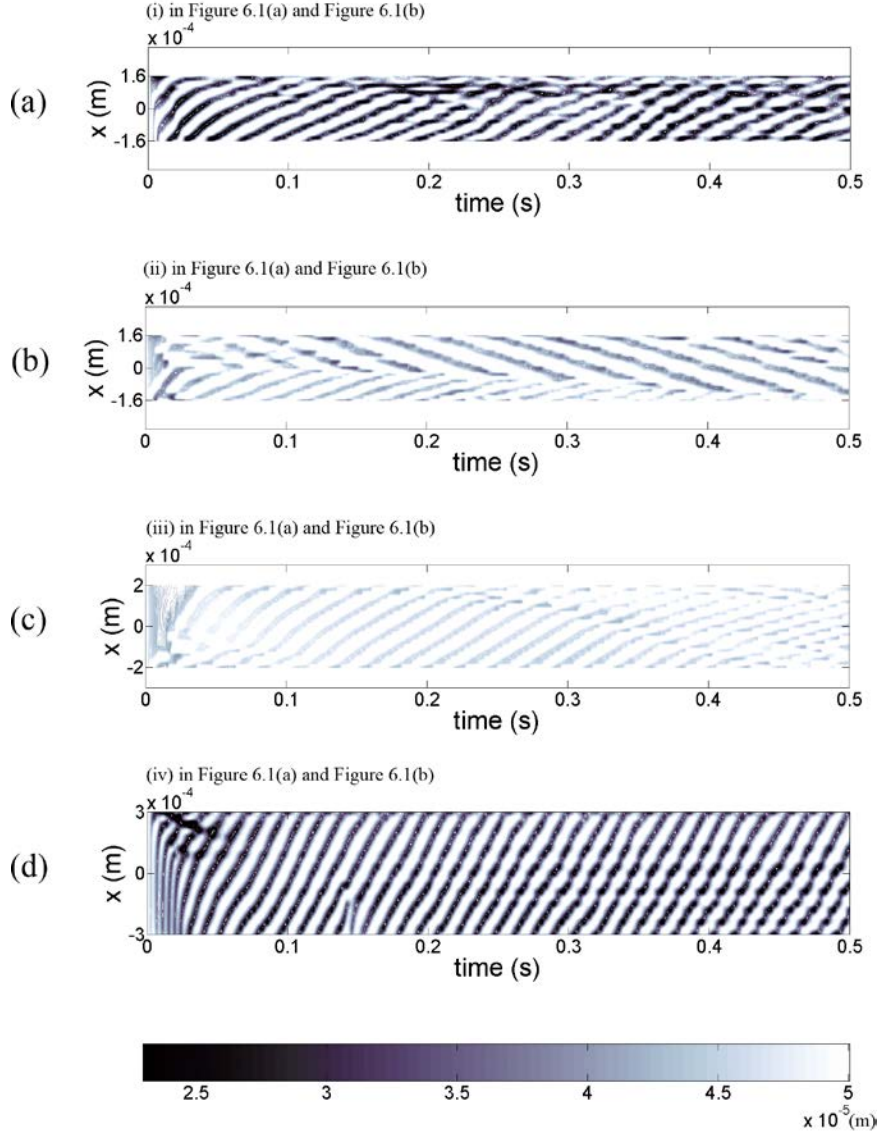 (i) in Figure 6.1(a) and Figure 6.1(b)
x 10⁻⁴
(a)
x (m)
1.6
0
-1.6
0 0.1 0.2 0.3 0.4 0.5
time (s)
(ii) in Figure 6.1(a) and Figure 6.1(b)
x 10⁻⁴
(b)
x (m)
1.6
0
-1.6
0 0.1 0.2 0.3 0.4 0.5
time (s)
(iii) in Figure 6.1(a) and Figure 6.1(b)
x 10⁻⁴
(c)
x (m)
2
0
-2
0 0.1 0.2 0.3 0.4 0.5
time (s)
(iv) in Figure 6.1(a) and Figure 6.1(b)
x 10⁻⁴
(d)
x (m)
3
0
-3
0 0.1 0.2 0.3 0.4 0.5
time (s)
2.5 3 3.5 4 4.5 5
x 10⁻⁵ (m)